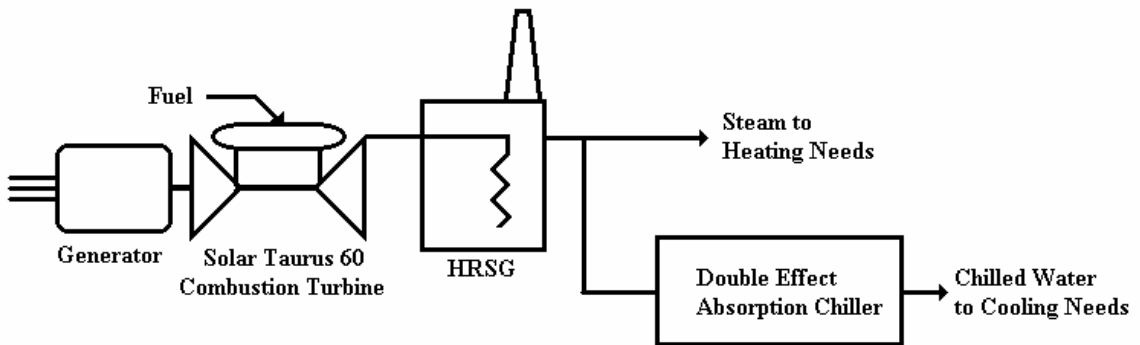 Fuel
Steam to
Heating Needs
Generator
Solar Taurus 60
Combustion Turbine
HRSG
Double Effect
Absorption Chiller
Chilled Water
to Cooling Needs